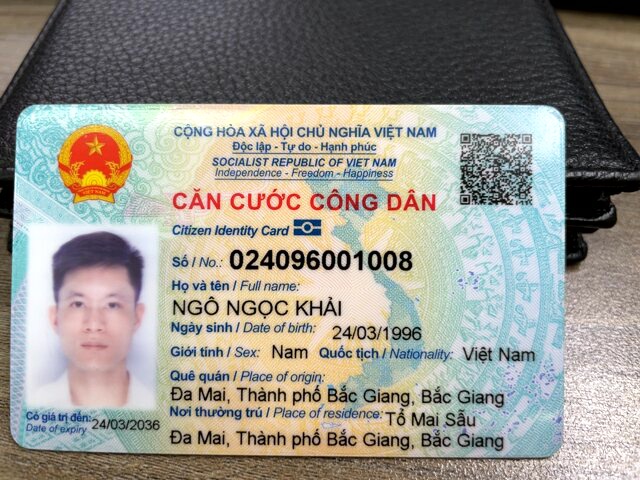 CỘNG HÒA XÃ HỘI CHỦ NGHĨA VIỆT NAM
Độc lập - Tự do - Hạnh phúc
SOCIALIST REPUBLIC OF VIET NAM
Independence - Freedom - Happiness
CĂN CƯỚC CÔNG DÂN
Citizen Identity Card
Số / No.: 024096001008
Họ và tên / Full name:
NGÔ NGỌC KHẢI
Ngày sinh / Date of birth: 24/03/1996
Giới tính / Sex: Nam Quốc tịch / Nationality: Việt Nam
Quê quán / Place of origin:
Đa Mai, Thành phố Bắc Giang, Bắc Giang
Nơi thường trú / Place of residence: Tổ Mai Sẫu
Đa Mai, Thành phố Bắc Giang, Bắc Giang
Có giá trị đến: 24/03/2036
Date of expiry
VIỆT NAM